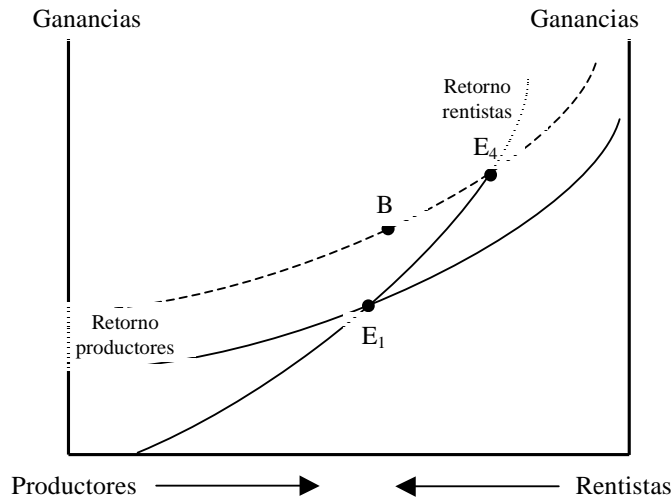 Ganancias
Ganancias
Retorno
rentistas
E4
B
Retorno
productores
E1
Productores
Rentistas